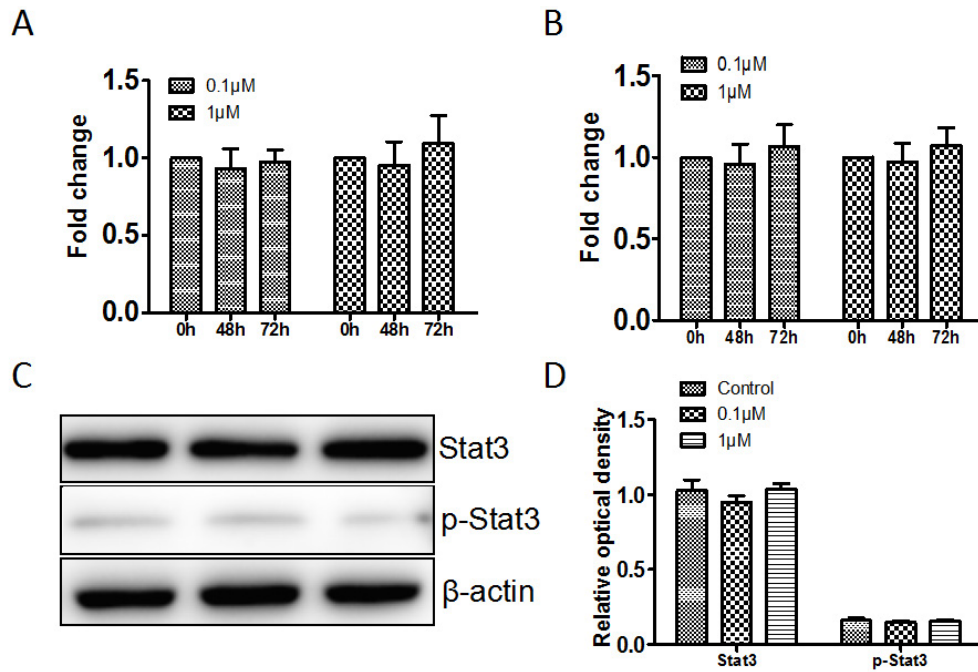 A
1.5
1.0
0.5
0.0
Fold change
0.1µM
1µM
0h 48h 72h 0h 48h 72h
B
1.5
1.0
0.5
0.0
Fold change
0.1µM
1µM
0h 48h 72h 0h 48h 72h
C
Stat3
p-Stat3
β-actin
D
Control
0.1µM
1µM
1.5
1.0
0.5
0.0
Relative optical density
Stat3 p-Stat3